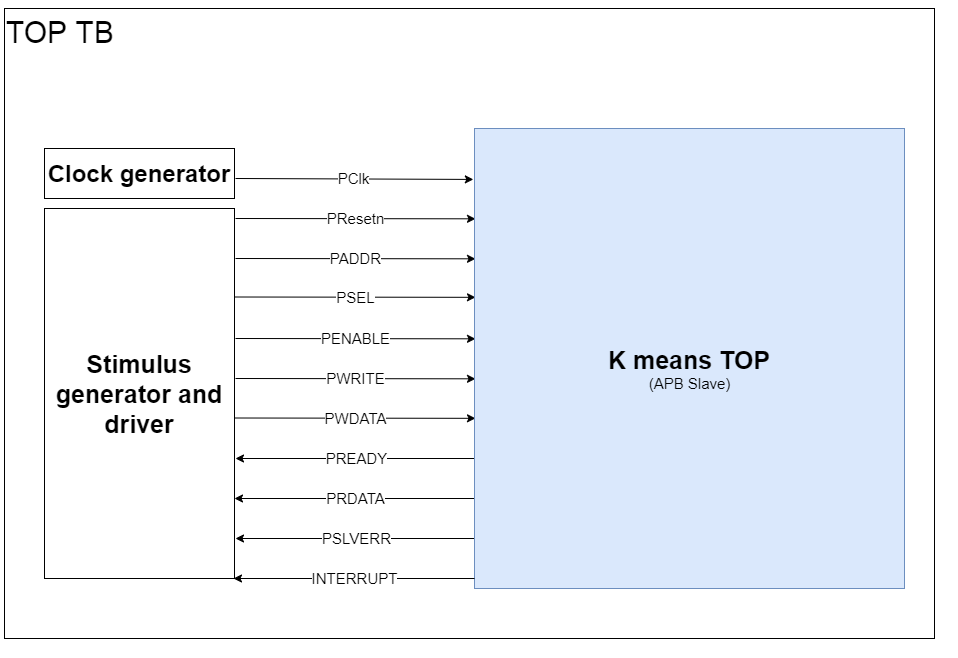 TOP TB
Clock generator
PClk
PResetn
PADDR
PSEL
PENABLE
PWRITE
PWDATA
PREADY
PRDATA
PSLVERR
INTERRUPT
Stimulus
generator and
driver
K means TOP
(APB Slave)